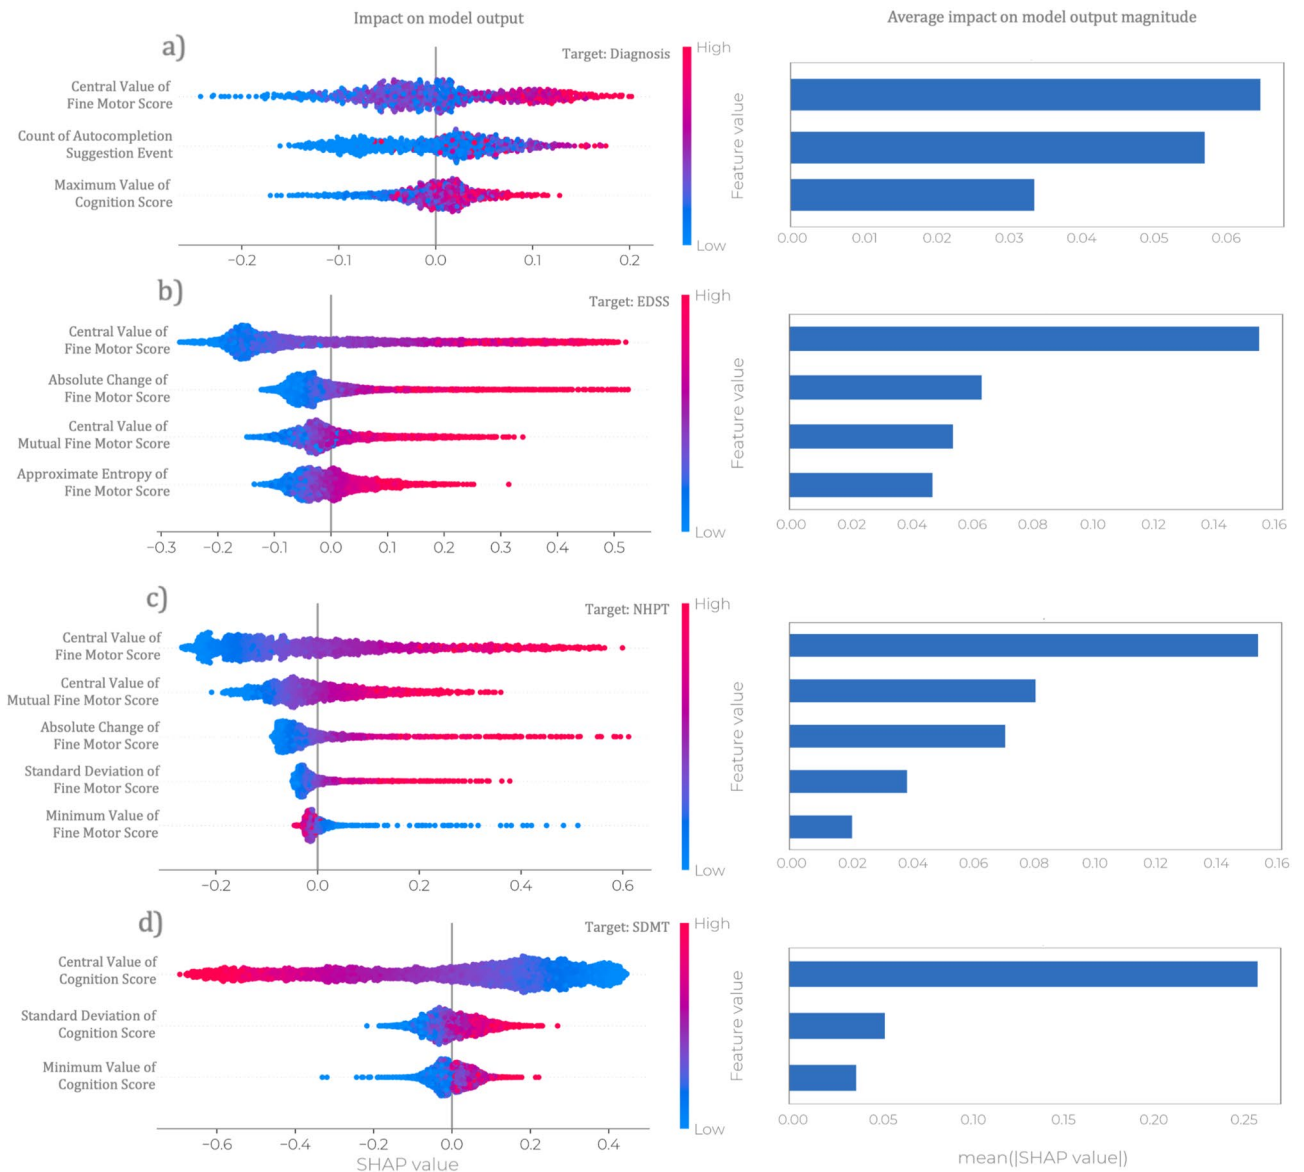 Impact on model output
Average impact on model output magnitude
a)
Target: Diagnosis
High
Central Value of
Fine Motor Score
Count of Autocompletion
Suggestion Event
Maximum Value of
Cognition Score
Low
−0.2 −0.1 0.0 0.1 0.2
Feature value
0.00 0.01 0.02 0.03 0.04 0.05 0.06
b)
Target: EDSS
High
Central Value of
Fine Motor Score
Absolute Change of
Fine Motor Score
Central Value of
Mutual Fine Motor Score
Approximate Entropy of
Fine Motor Score
Low
−0.3 −0.2 −0.1 0.0 0.1 0.2 0.3 0.4 0.5
Feature value
0.00 0.02 0.04 0.06 0.08 0.10 0.12 0.14 0.16
c)
Target: NHPT
High
Central Value of
Fine Motor Score
Central Value of
Mutual Fine Motor Score
Absolute Change of
Fine Motor Score
Standard Deviation of
Fine Motor Score
Minimum Value of
Fine Motor Score
Low
−0.2 0.0 0.2 0.4 0.6
Feature value
0.00 0.02 0.04 0.06 0.08 0.10 0.12 0.14 0.16
d)
Target: SDMT
High
Central Value of
Cognition Score
Standard Deviation of
Cognition Score
Minimum Value of
Cognition Score
Low
−0.6 −0.4 −0.2 0.0 0.2 0.4
SHAP value
Feature value
0.00 0.05 0.10 0.15 0.20 0.25
mean(|SHAP value|)